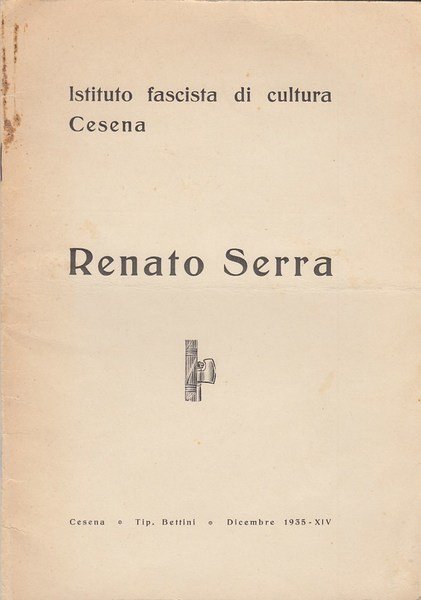 Istituto fascista di cultura
Cesena
Renato Serra
Cesena o Tip. Bettini o Dicembre 1935 - XIV